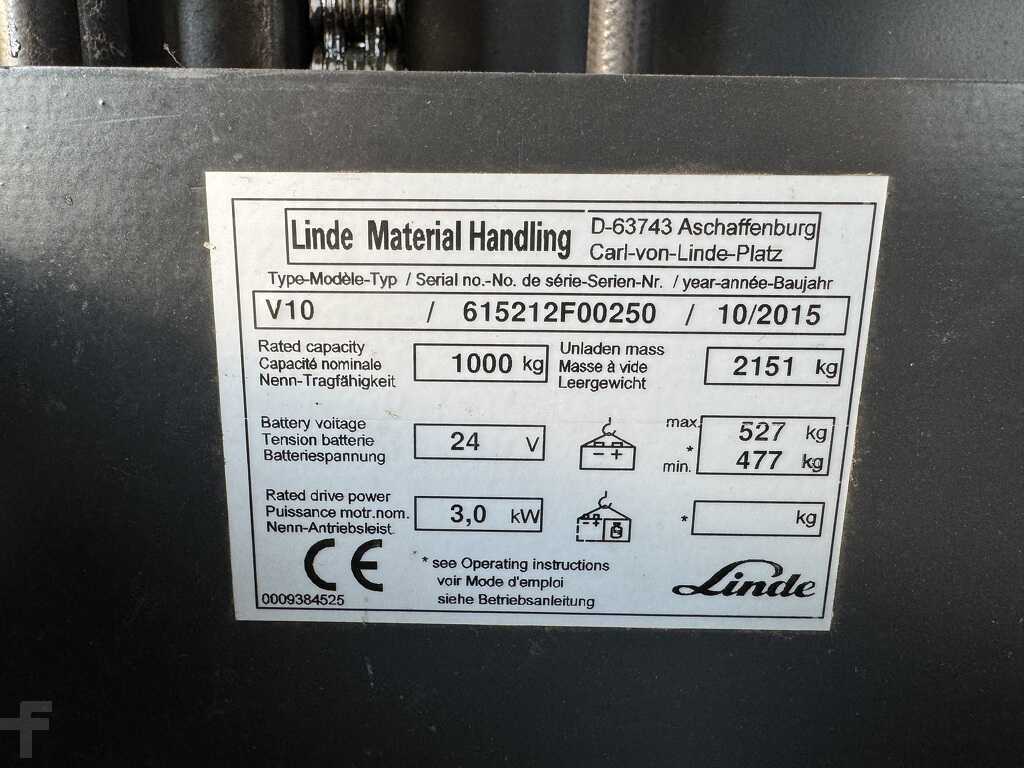 Linde Material Handling
D-63743 Aschaffenburg
Carl-von-Linde-Platz
Type-Modèle-Typ / Serial no.-No. de série-Serien-Nr. / year-année-Baujahr
V10 / 615212F00250 / 10/2015
Rated capacity
Capacité nominale
Nenn-Tragfähigkeit
1000 kg
Unladen mass
Masse à vide
Leergewicht
2151 kg
Battery voitage
Tension batterie
Batteriespannung
24 V
- +
max.
*
min.
527 kg
477 kg
Rated drive power
Puissance motr.nom.
Nenn-Antriebsleist.
3,0 kW
- +
* kg
CE
0009384525
* see Operating instructions
voir Mode d'emploi
siehe Betriebsanleitung
Linde
F